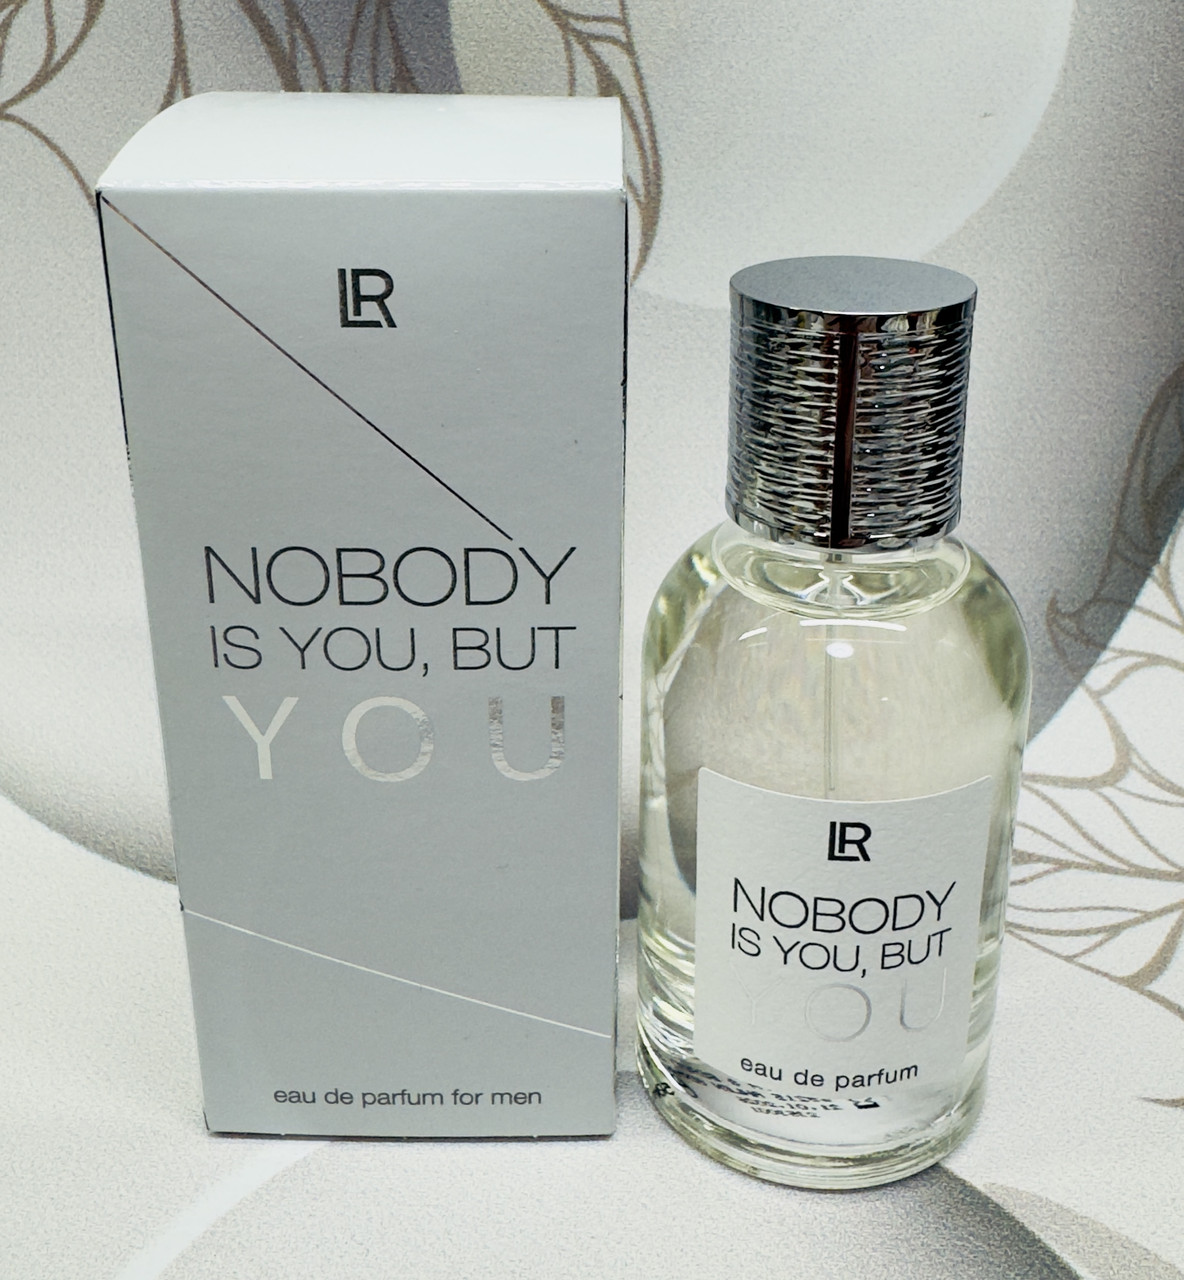 LR
NOBODY
IS YOU, BUT
YOU
eau de parfum for men
LR
NOBODY
IS YOU, BUT
YOU
eau de parfum